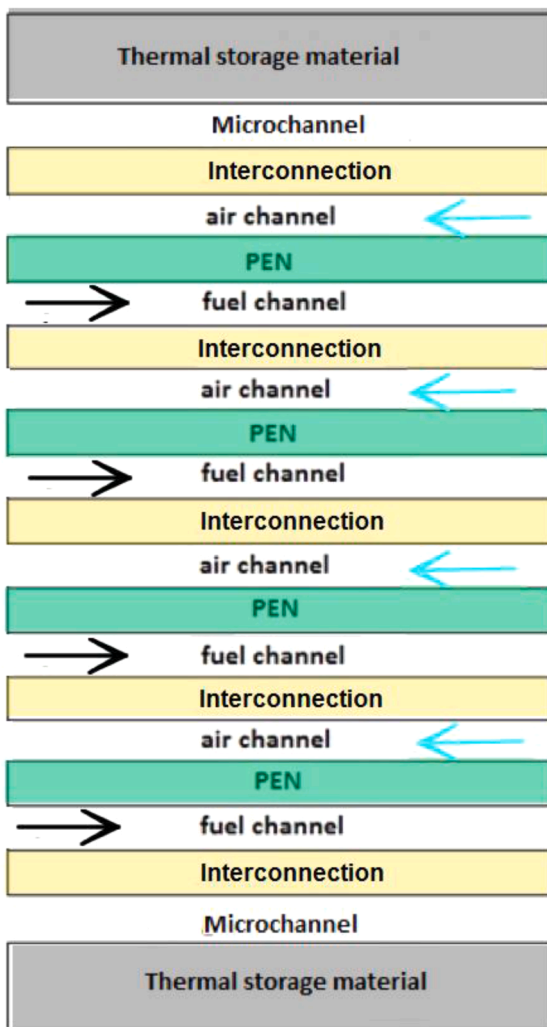 Thermal storage material
Microchannel
Interconnection
air channel
PEN
fuel channel
Interconnection
air channel
PEN
fuel channel
Interconnection
air channel
PEN
fuel channel
Interconnection
air channel
PEN
fuel channel
Interconnection
Microchannel
Thermal storage material